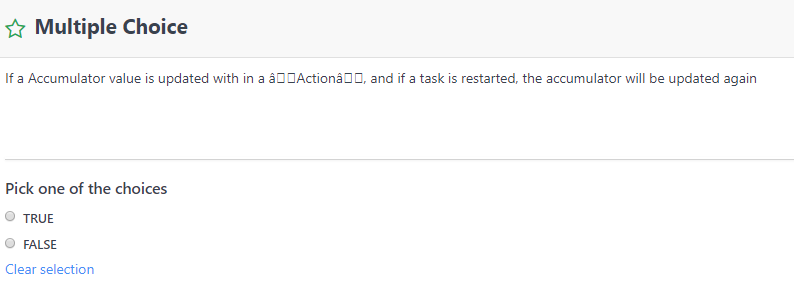 Multiple Choice
If a Accumulator value is updated with in a â□□Actionâ□□, and if a task is restarted, the accumulator will be updated again
Pick one of the choices
TRUE
FALSE
Clear selection